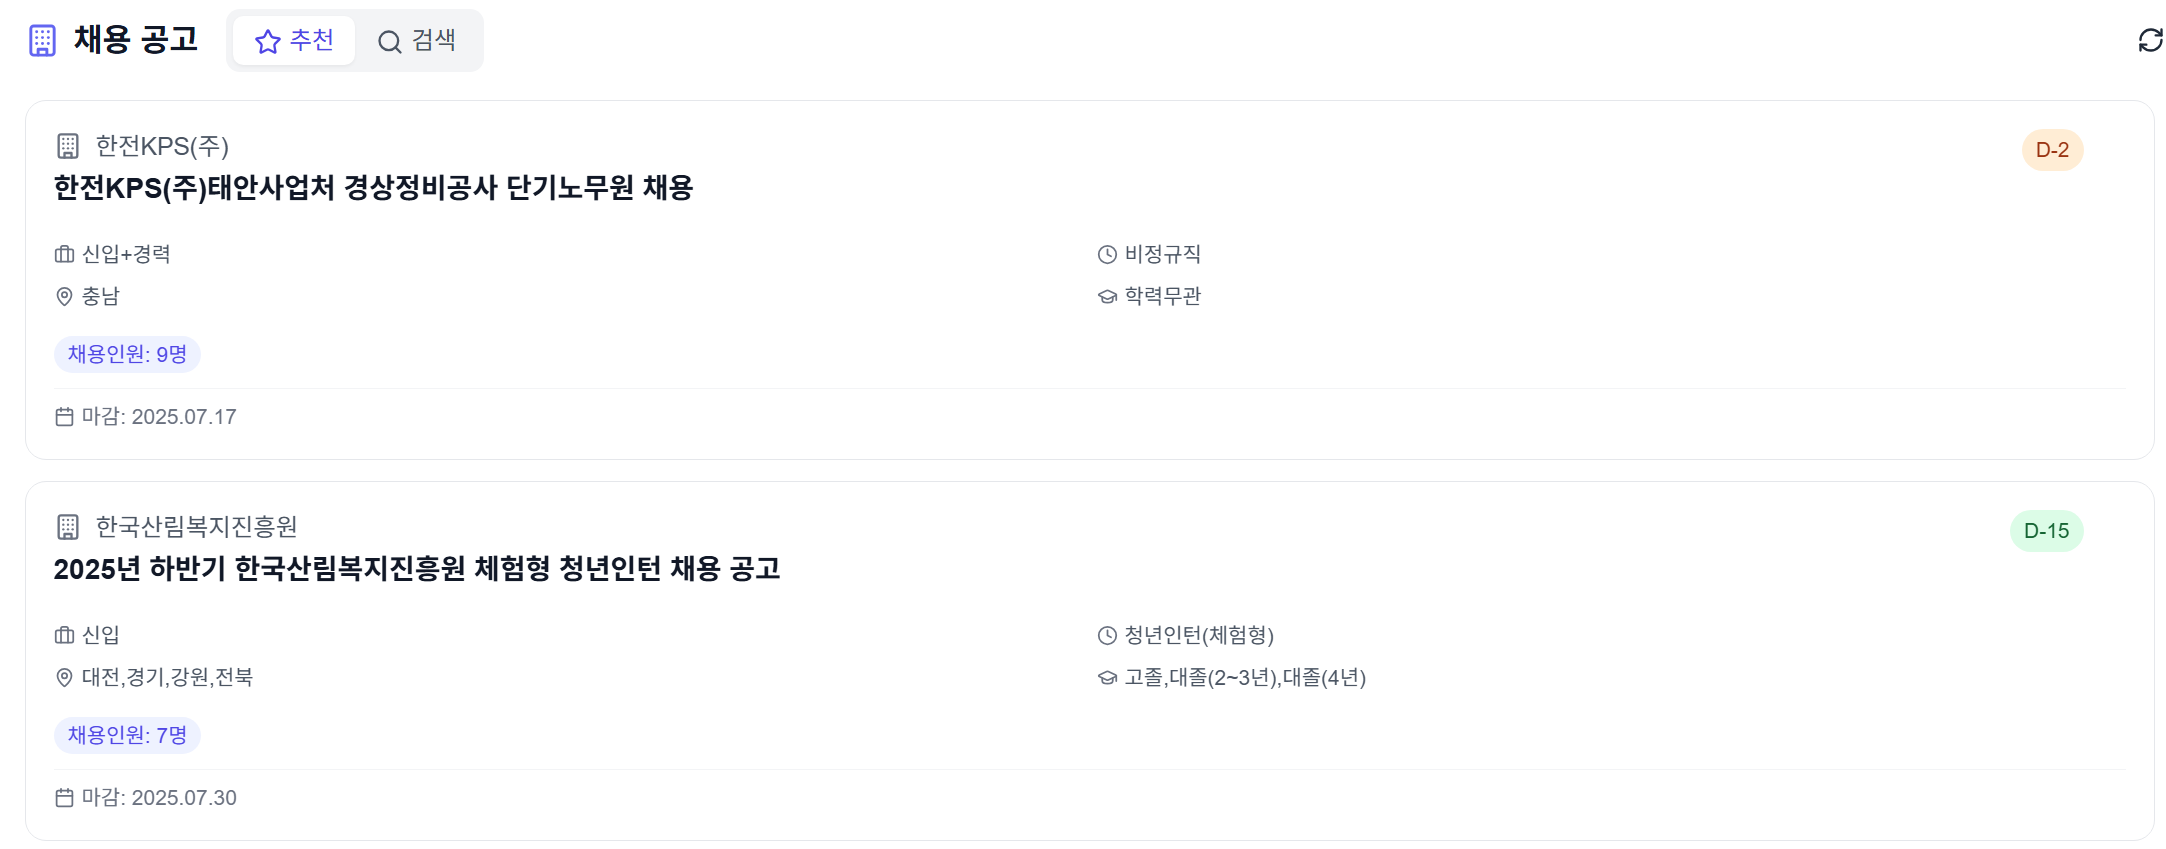 채용 공고
추천
검색
한전KPS(주)
D-2
한전KPS(주)태안사업처 경상정비공사 단기노무원 채용
신입+경력
비정규직
충남
학력무관
채용인원: 9명
마감: 2025.07.17
한국산림복지진흥원
D-15
2025년 하반기 한국산림복지진흥원 체험형 청년인턴 채용 공고
신입
청년인턴(체험형)
대전,경기,강원,전북
고졸,대졸(2~3년),대졸(4년)
채용인원: 7명
마감: 2025.07.30